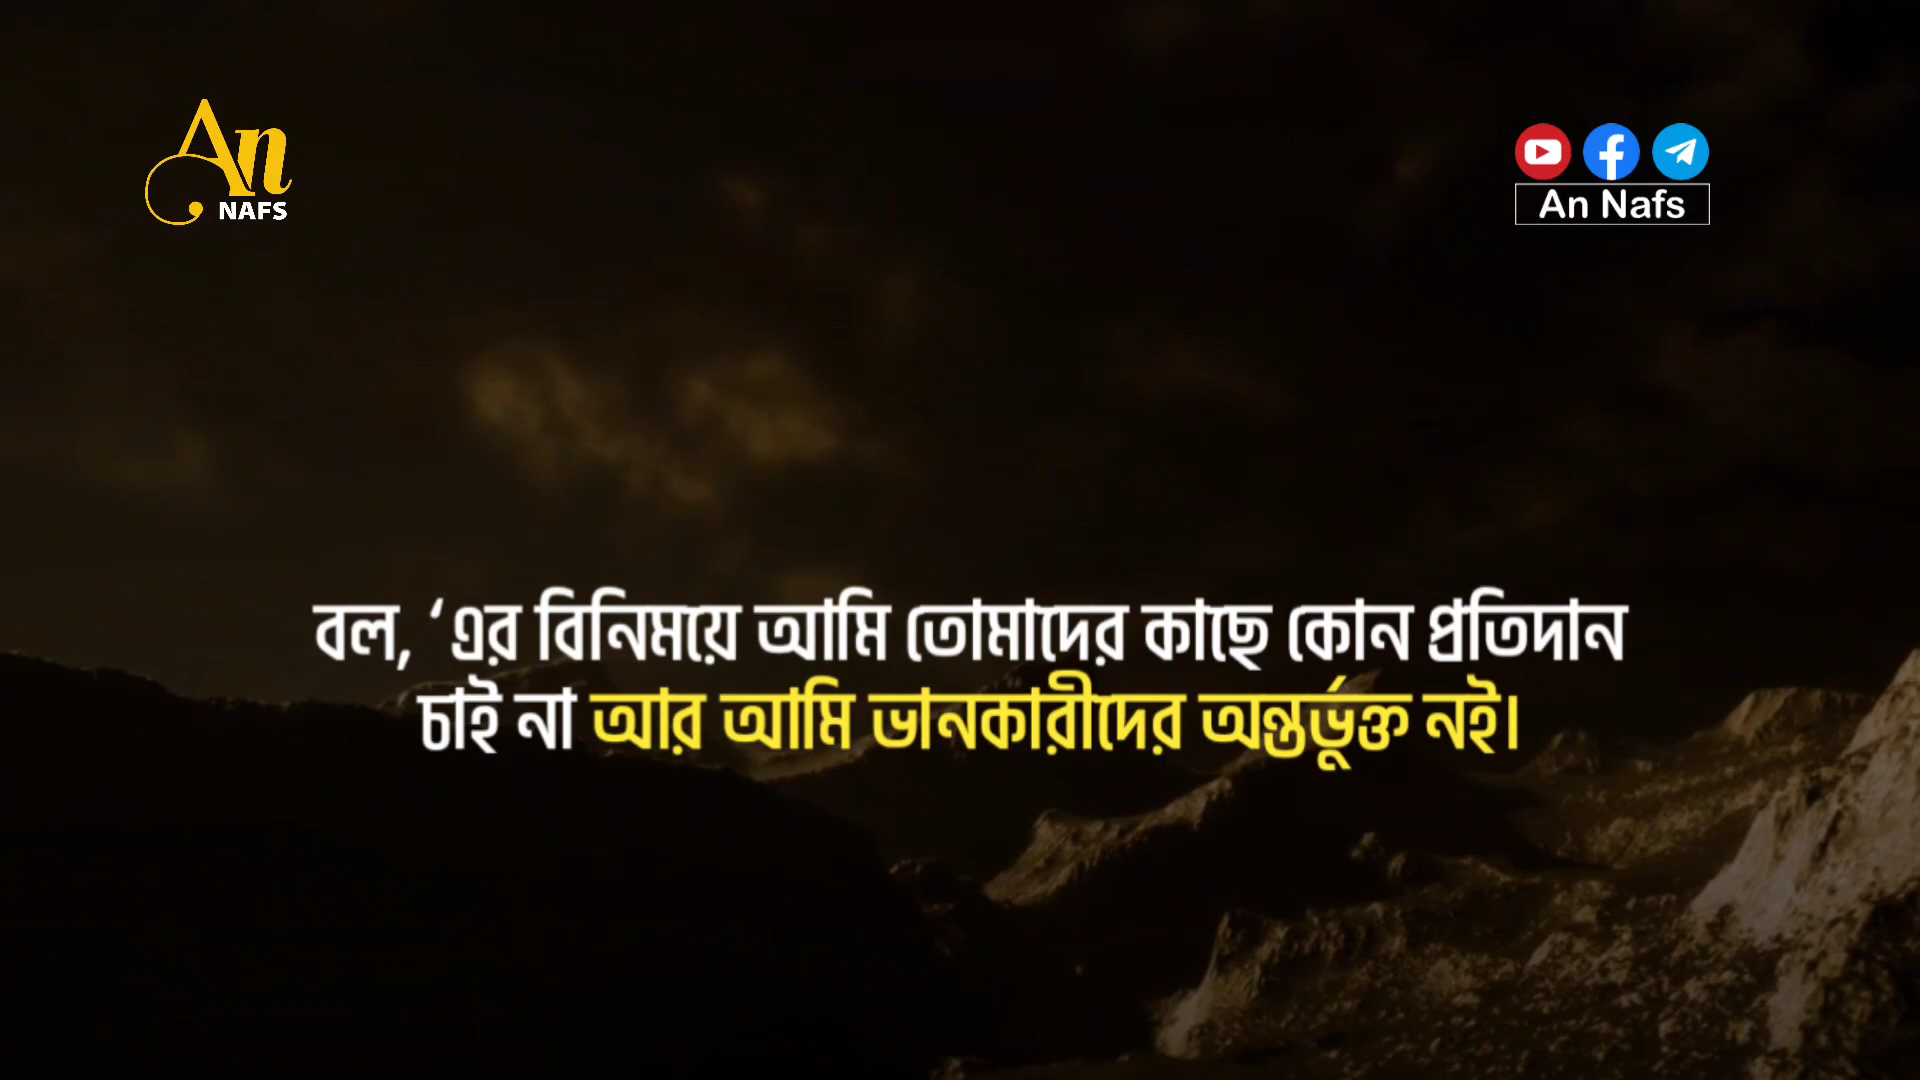 An
NAFS
An Nafs
বল, ‘এর বিনিময়ে আমি তোমাদের কাছে কোন প্রতিদান
চাই না আর আমি ভানকারীদের অন্তর্ভূক্ত নই।